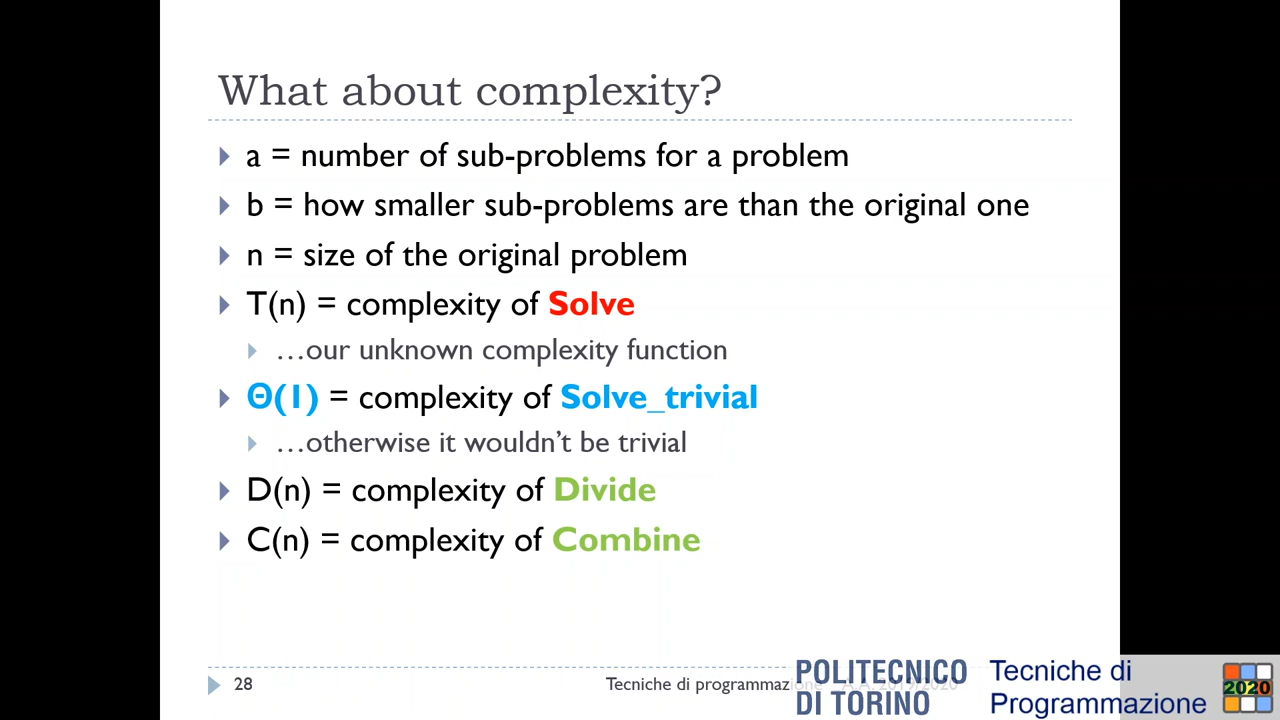 What about complexity?
a = number of sub-problems for a problem
b = how smaller sub-problems are than the original one
n = size of the original problem
T(n) = complexity of Solve
…our unknown complexity function
Θ(1) = complexity of Solve_trivial
…otherwise it wouldn't be trivial
D(n) = complexity of Divide
C(n) = complexity of Combine
28
Tecniche di programmazione A.A. 2019/2020
POLITECNICO
DI TORINO
Tecniche di
Programmazione
2020